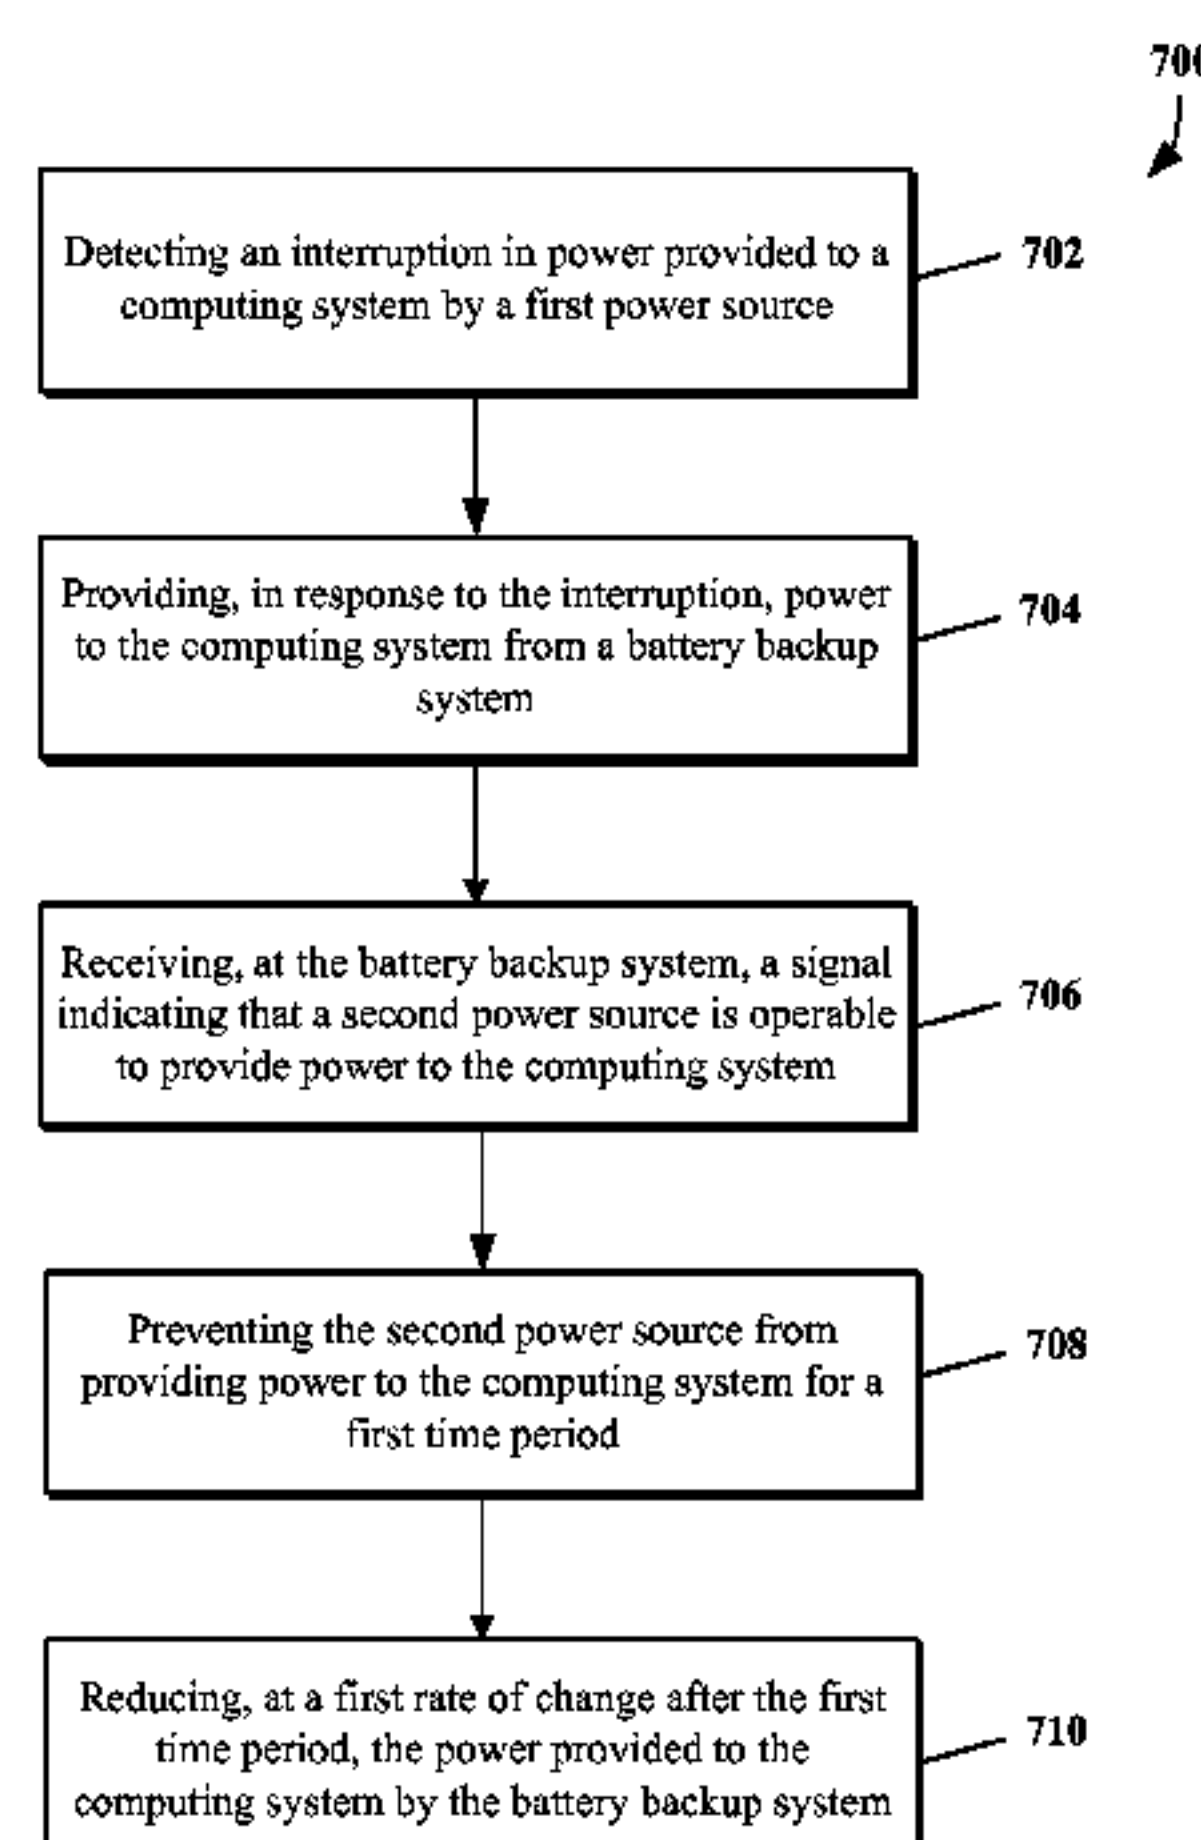 700
Detecting an interruption in power provided to a
computing system by a first power source
702
Providing, in response to the interruption, power
to the computing system from a battery backup
system
704
Receiving, at the battery backup system, a signal
indicating that a second power source is operable
to provide power to the computing system
706
Preventing the second power source from
providing power to the computing system for a
first time period
708
Reducing, at a first rate of change after the first
time period, the power provided to the
computing system by the battery backup system
710